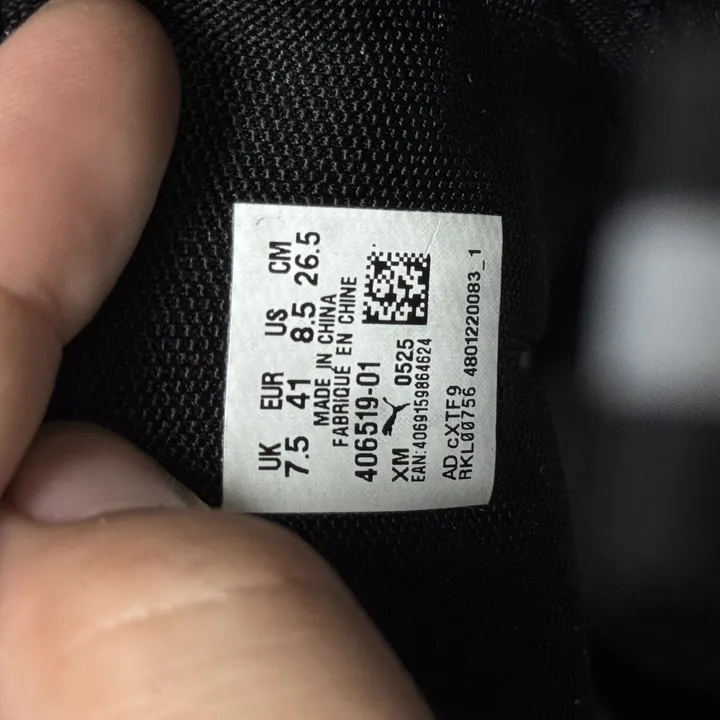 UK EUR US CM
7.5 41 8.5 26.5
MADE IN CHINA
FABRIQUÉ EN CHINE
406519-01
XM 0525
EAN:4069159864624
AD cXTF9
RKL00756 4801220083_1